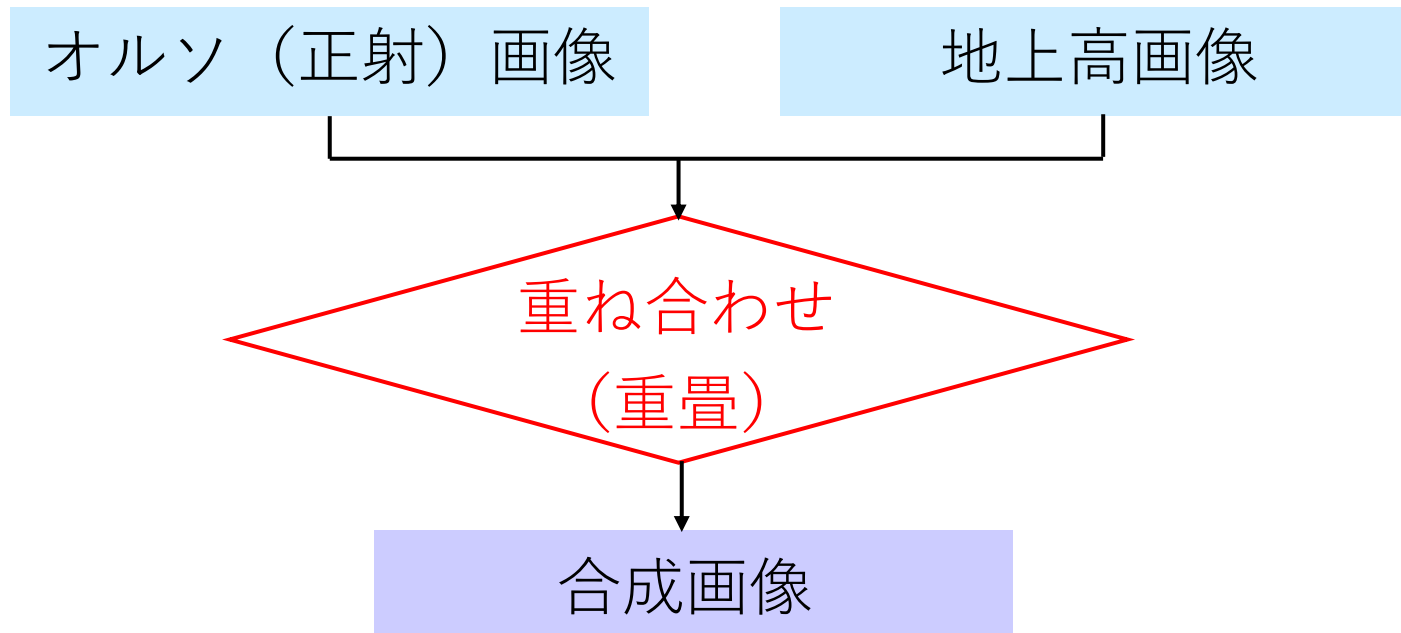 オルソ（正射）画像
地上高画像
重ね合わせ
（重畳）
合成画像